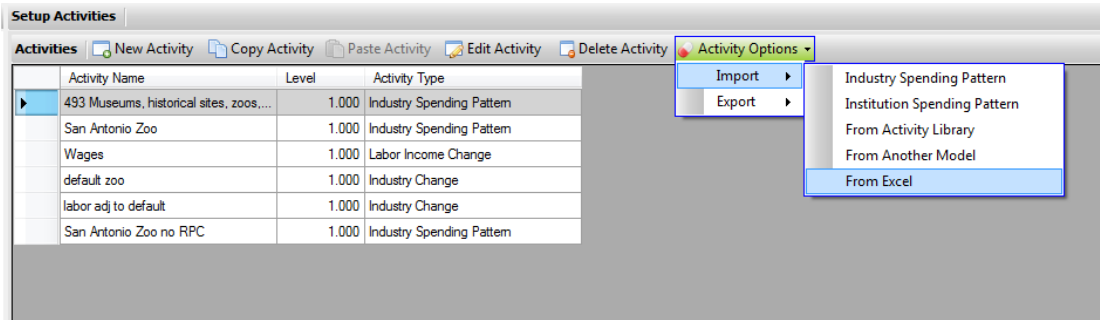 Setup Activities
Activities New Activity Copy Activity Paste Activity Edit Activity Delete Activity Activity Options
Activity Name Level Activity Type
493 Museums, historical sites, zoos,... 1.000 Industry Spending Pattern
San Antonio Zoo 1.000 Industry Spending Pattern
Wages 1.000 Labor Income Change
default zoo 1.000 Industry Change
labor adj to default 1.000 Industry Change
San Antonio Zoo no RPC 1.000 Industry Spending Pattern
Import
Export
Industry Spending Pattern
Institution Spending Pattern
From Activity Library
From Another Model
From Excel